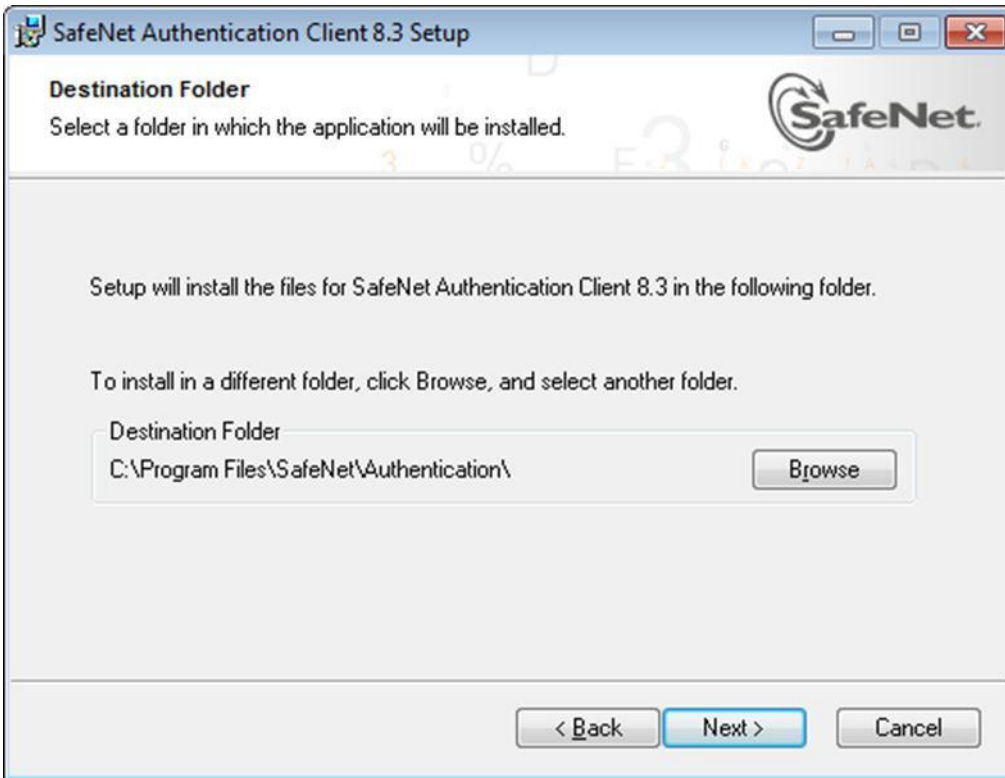 SafeNet Authentication Client 8.3 Setup
Destination Folder
Select a folder in which the application will be installed.
SafeNet.
Setup will install the files for SafeNet Authentication Client 8.3 in the following folder.
To install in a different folder, click Browse, and select another folder.
Destination Folder
C:\Program Files\SafeNet\Authentication\
Browse
< Back
Next >
Cancel